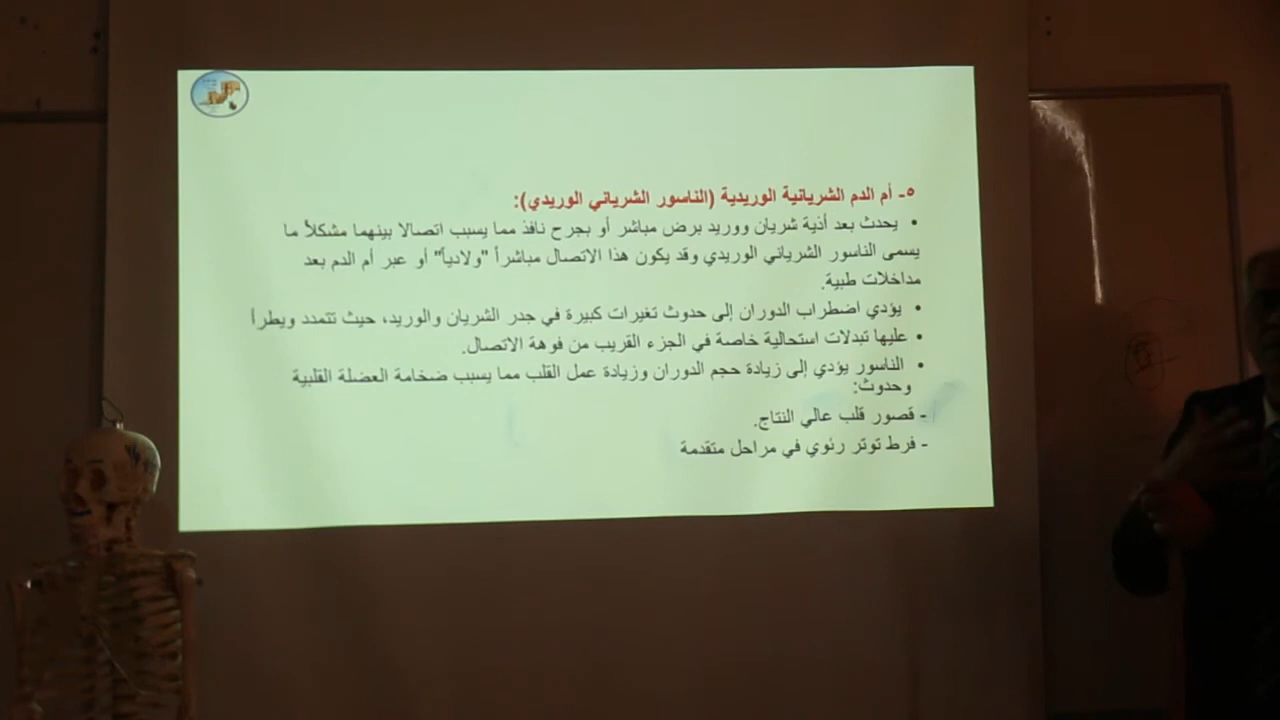 ٥- أم الدم الشريانية الوريدية (الناسور الشرياني الوريدي):
• يحدث بعد أذية شريان ووريد برض مباشر أو بجرح نافذ مما يسبب اتصالا بينهما مشكلاً ما
يسمى الناسور الشرياني الوريدي وقد يكون هذا الاتصال مباشراً "ولادياً" أو عبر أم الدم بعد
مداخلات طبية.
• يؤدي اضطراب الدوران إلى حدوث تغيرات كبيرة في جدر الشريان والوريد، حيث تتمدد ويطرأ
• عليها تبدلات استحالية خاصة في الجزء القريب من فوهة الاتصال.
• الناسور يؤدي إلى زيادة حجم الدوران وزيادة عمل القلب مما يسبب ضخامة العضلة القلبية
وحدوث:
- قصور قلب عالي النتاج.
- فرط توتر رئوي في مراحل متقدمة